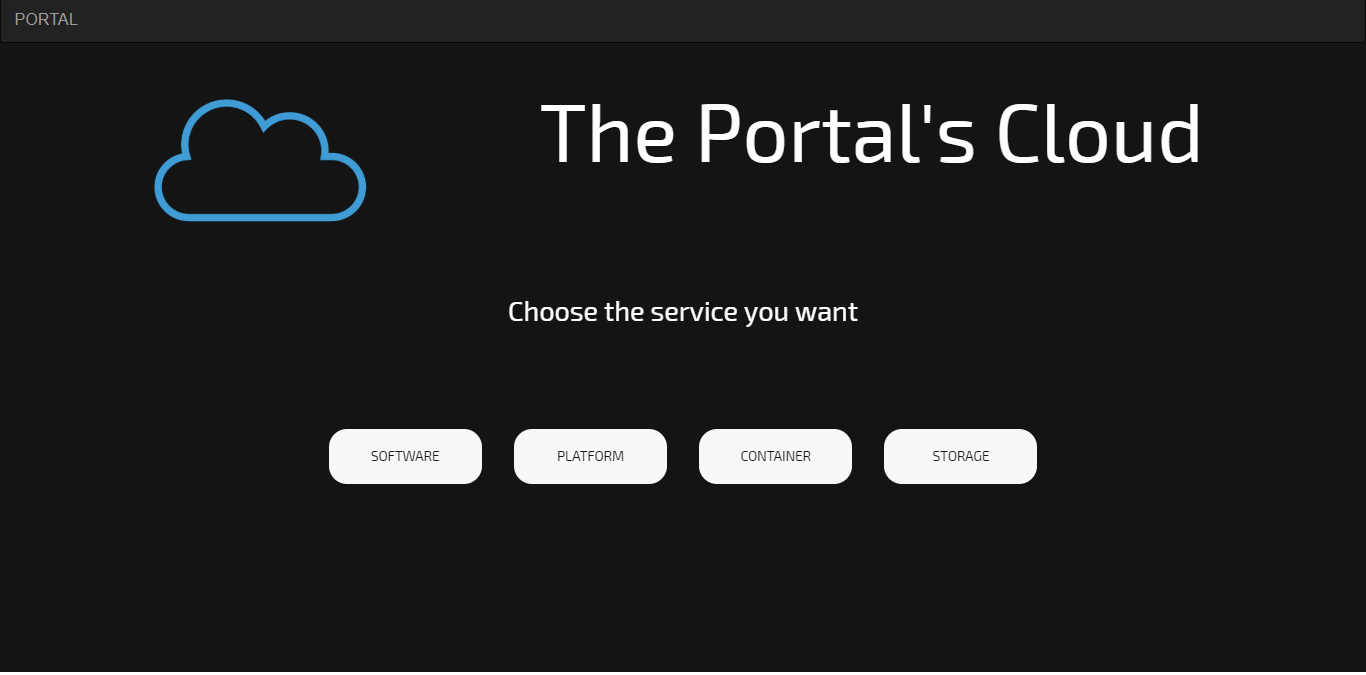 PORTAL
The Portal's Cloud
Choose the service you want
SOFTWARE PLATFORM CONTAINER STORAGE